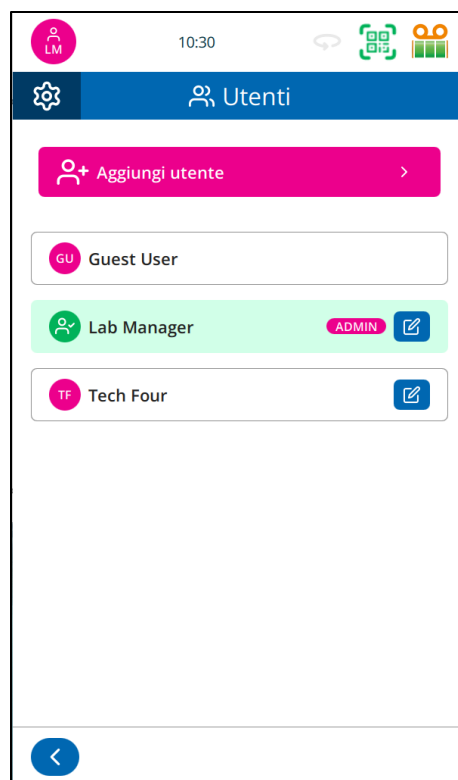 LM
10:30
Utenti
Aggiungi utente
GU Guest User
Lab Manager ADMIN
TF Tech Four